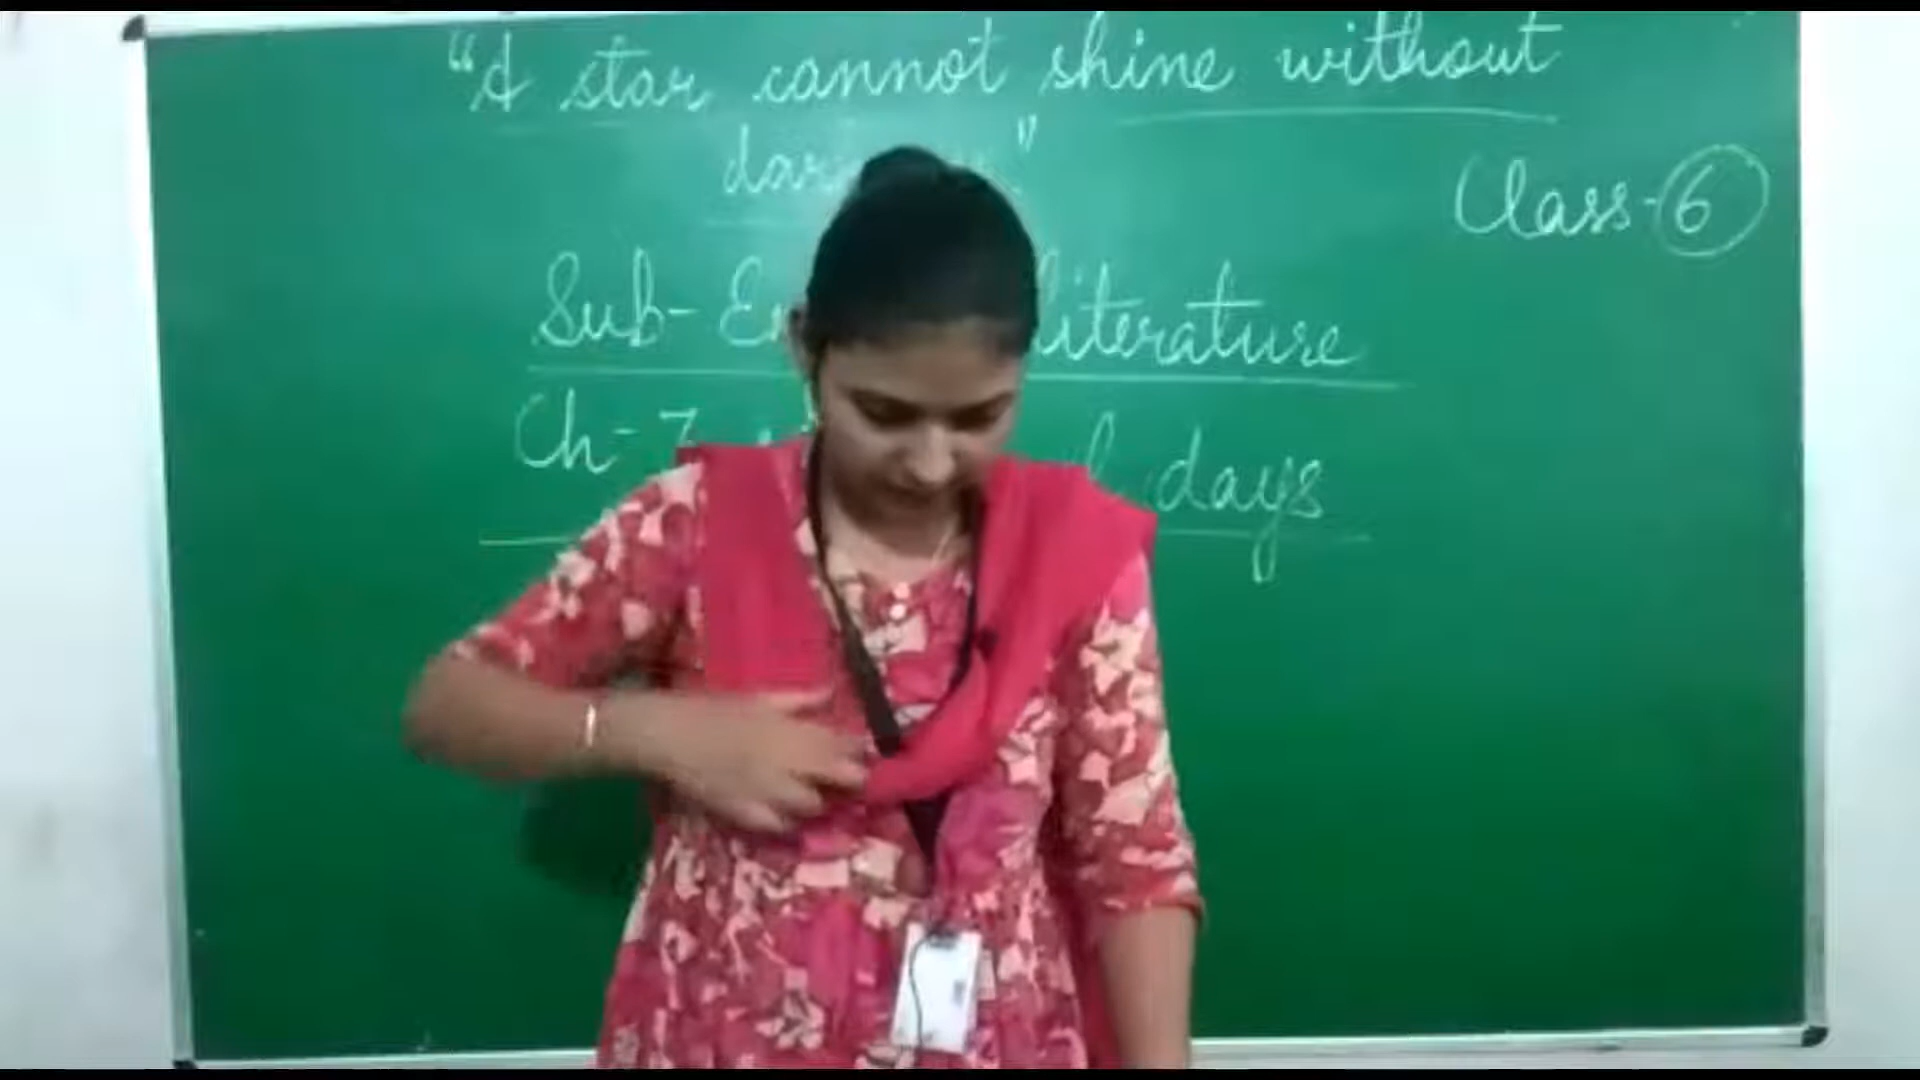 "A star cannot shine without
"
Class-6
Sub- literature
Ch-7 days